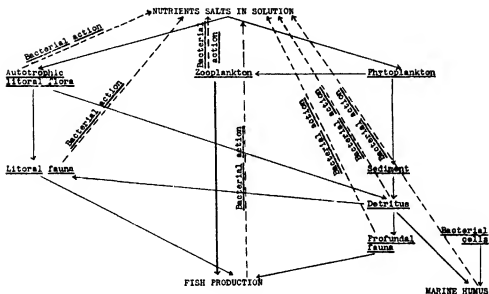 NUTRIENTS SALTS IN SOLUTION
Bacterial action
Bacterial
action
Autotrophic
litoral flora
Zooplankton
Phytoplankton
Bacterial action
Bacterial action
Bacterial
action
Bacterial
action
Bacterial
action
Litoral fauna
Sediment
Detritus
Bacterial
cells
Profundal
fauna
FISH PRODUCTION
MARINE HUMUS